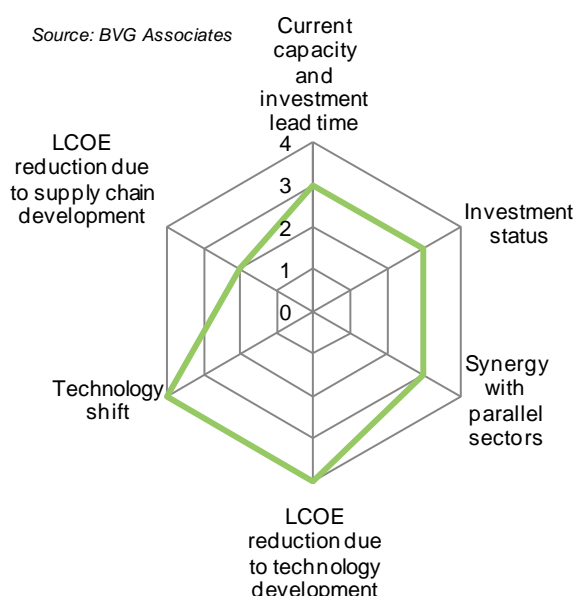 Source: BVG Associates
Current
capacity
and
investment
lead time
LCOE
reduction due
to supply chain
development
4
3
2
1
0
Investment
status
Synergy
with
parallel
sectors
Technology
shift
LCOE
reduction due
to technology
development